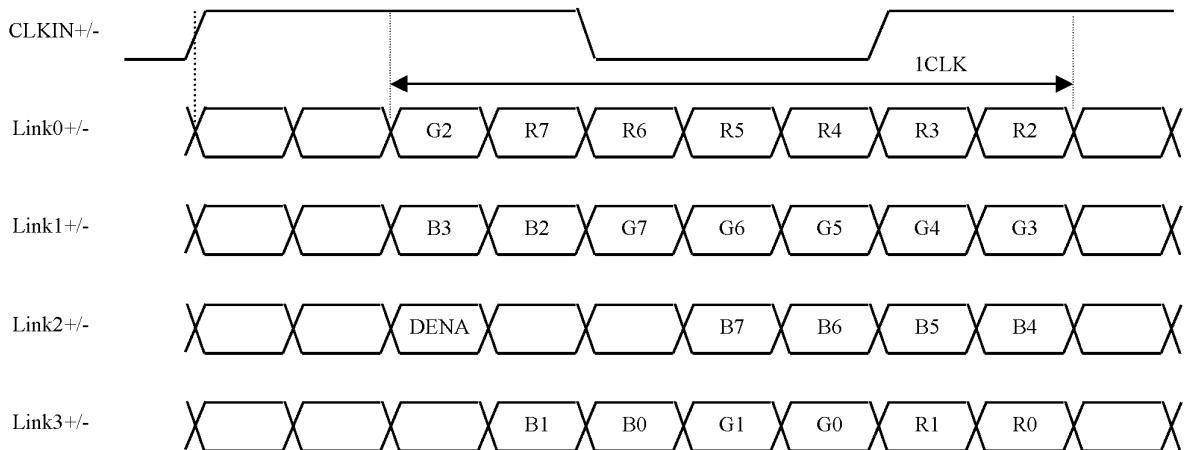 CLKIN+/-
1CLK
Link0+/- G2 R7 R6 R5 R4 R3 R2
Link1+/- B3 B2 G7 G6 G5 G4 G3
Link2+/- DENA B7 B6 B5 B4
Link3+/- B1 B0 G1 G0 R1 R0